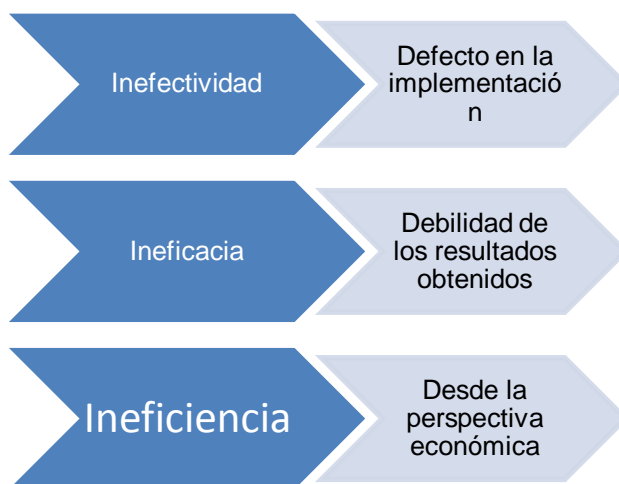 Inefectividad
Defecto en la
implementació
n
Ineficacia
Debilidad de
los resultados
obtenidos
Ineficiencia
Desde la
perspectiva
económica